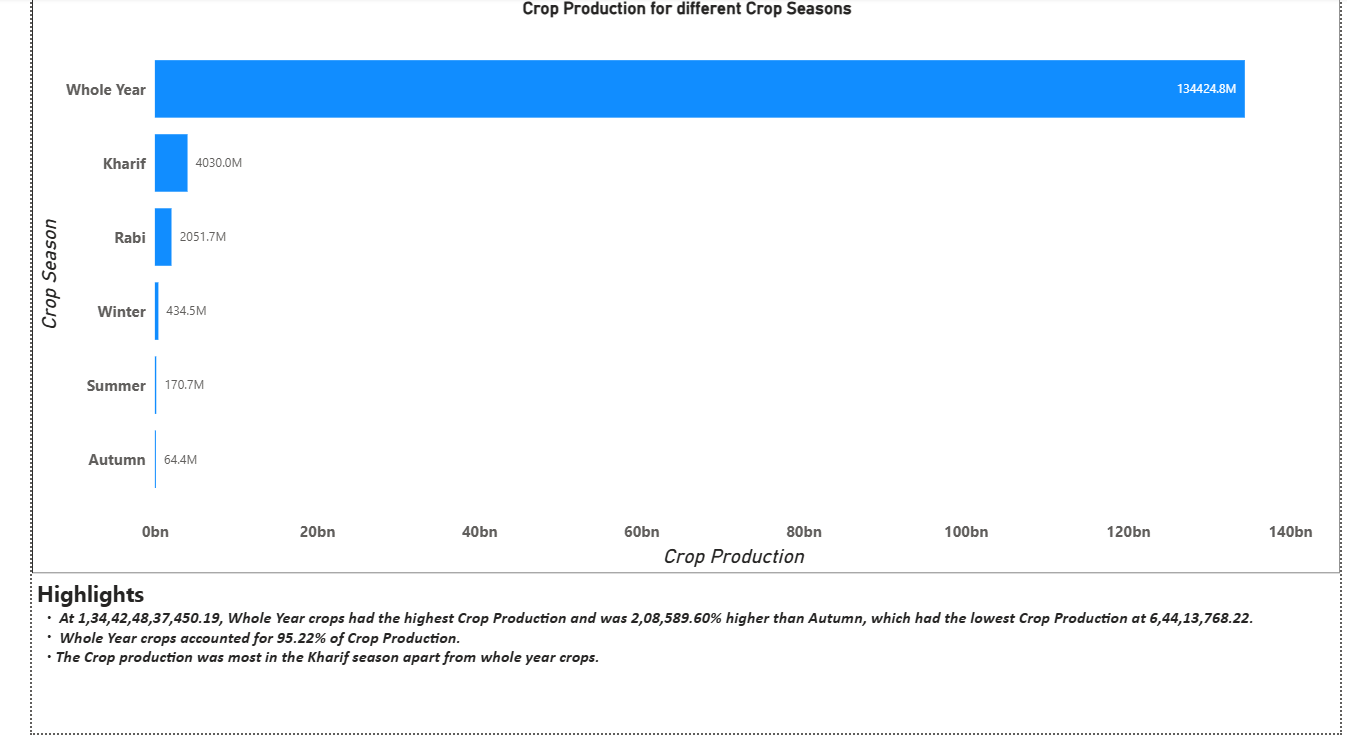 Crop Production for different Crop Seasons
Whole Year
134424.8M
Kharif
4030.0M
Rabi
2051.7M
Winter
434.5M
Summer
170.7M
Autumn
64.4M
Crop Season
0bn 20bn 40bn 60bn 80bn 100bn 120bn 140bn
Crop Production
Highlights
· At 1,34,42,48,37,450.19, Whole Year crops had the highest Crop Production and was 2,08,589.60% higher than Autumn, which had the lowest Crop Production at 6,44,13,768.22.
· Whole Year crops accounted for 95.22% of Crop Production.
· The Crop production was most in the Kharif season apart from whole year crops.